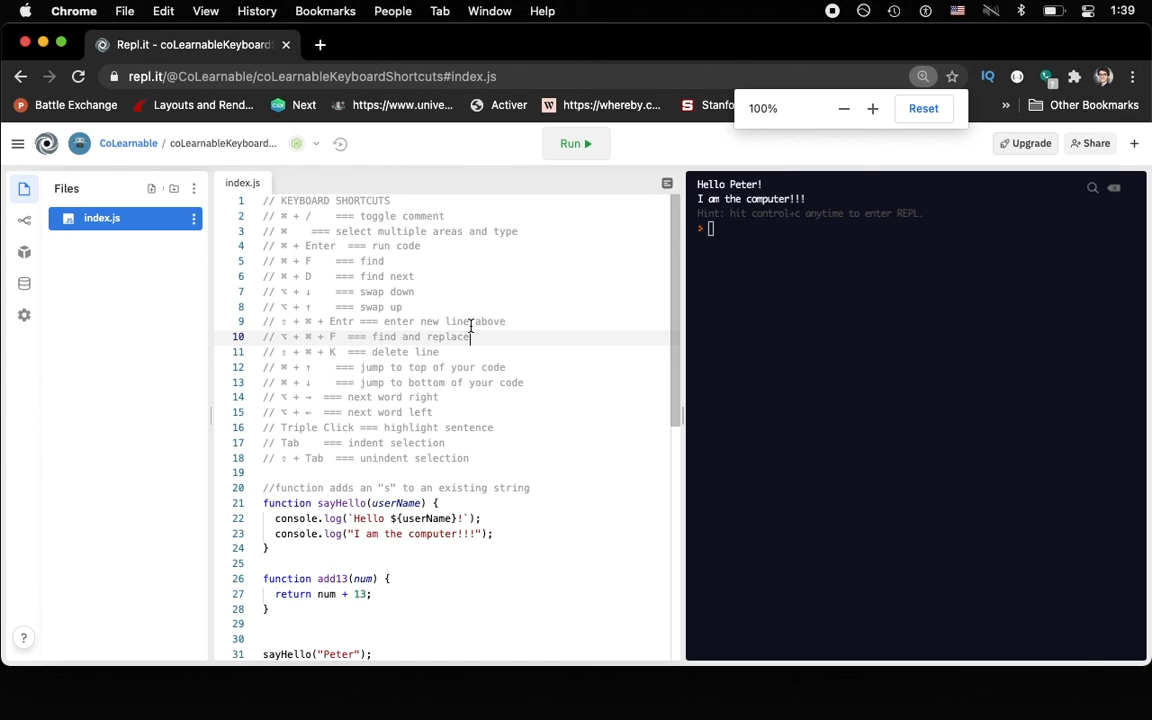 Chrome File Edit View History Bookmarks People Tab Window Help 1:39
Repl.it - coLearnableKeyboard
repl.it/@CoLearnable/coLearnableKeyboardShortcuts#index.js
Battle Exchange Layouts and Rend... Next https://www.unive... Activer https://whereby.c... Stanfo » Other Bookmarks
100% − + Reset
CoLearnable / coLearnableKeyboard... Run Upgrade Share +
Files
index.js
index.js
1 // KEYBOARD SHORTCUTS
2 // ⌘ + / === toggle comment
3 // ⌘ === select multiple areas and type
4 // ⌘ + Enter === run code
5 // ⌘ + F === find
6 // ⌘ + D === find next
7 // ⌥ + ↓ === swap down
8 // ⌥ + ↑ === swap up
9 // ⇧ + ⌘ + Entr === enter new line above
10 // ⌥ + ⌘ + F === find and replace
11 // ⇧ + ⌘ + K === delete line
12 // ⌘ + ↑ === jump to top of your code
13 // ⌘ + ↓ === jump to bottom of your code
14 // ⌥ + → === next word right
15 // ⌥ + ← === next word left
16 // Triple Click === highlight sentence
17 // Tab === indent selection
18 // ⇧ + Tab === unindent selection
19
20 //function adds an "s" to an existing string
21 function sayHello(userName) {
22 console.log(`Hello ${userName}!`);
23 console.log("I am the computer!!!");
24 }
25
26 function add13(num) {
27 return num + 13;
28 }
29
30
31 sayHello("Peter");
Hello Peter!
I am the computer!!!
Hint: hit control+c anytime to enter REPL.
>
?